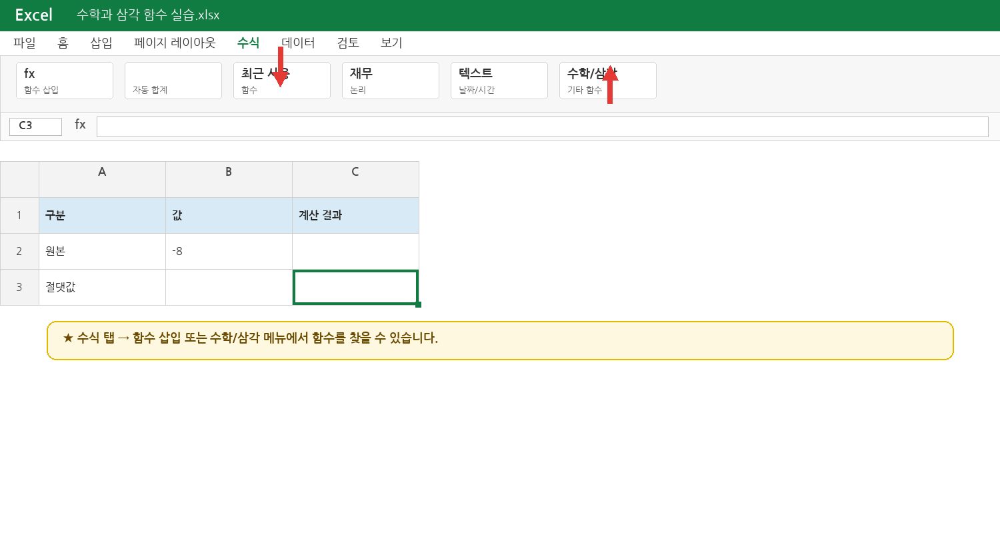 Excel 수학과 삼각 함수 실습.xlsx
파일 홈 삽입 페이지 레이아웃 수식 데이터 검토 보기
fx 최근 사용 재무 텍스트 수학/삼각
함수 삽입 자동 합계 함수 논리 날짜/시간 기타 함수
C3 fx
A B C
1 구분 값 계산 결과
2 원본 -8
3 절댓값
★ 수식 탭 → 함수 삽입 또는 수학/삼각 메뉴에서 함수를 찾을 수 있습니다.